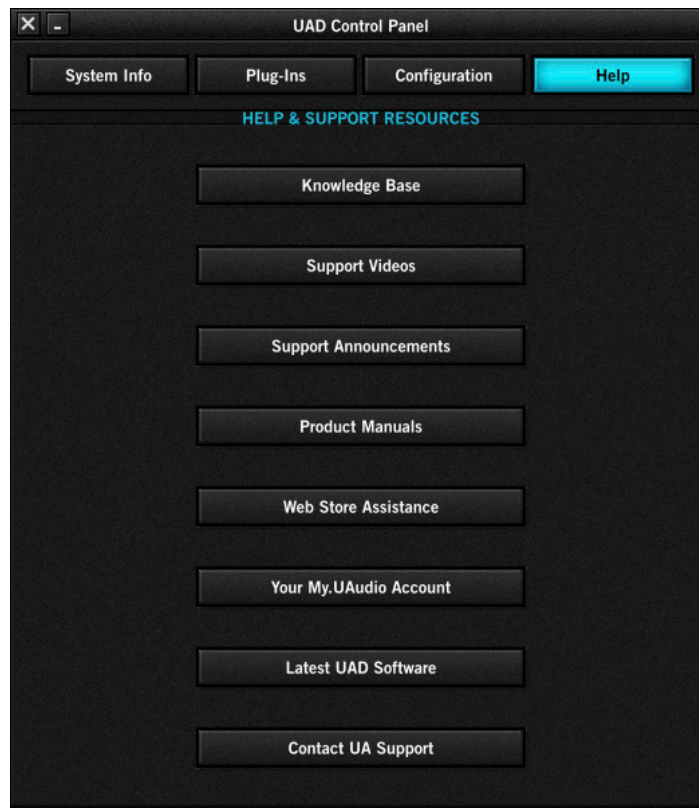 UAD Control Panel
System Info Plug-Ins Configuration Help
HELP & SUPPORT RESOURCES
Knowledge Base
Support Videos
Support Announcements
Product Manuals
Web Store Assistance
Your My.UAudio Account
Latest UAD Software
Contact UA Support